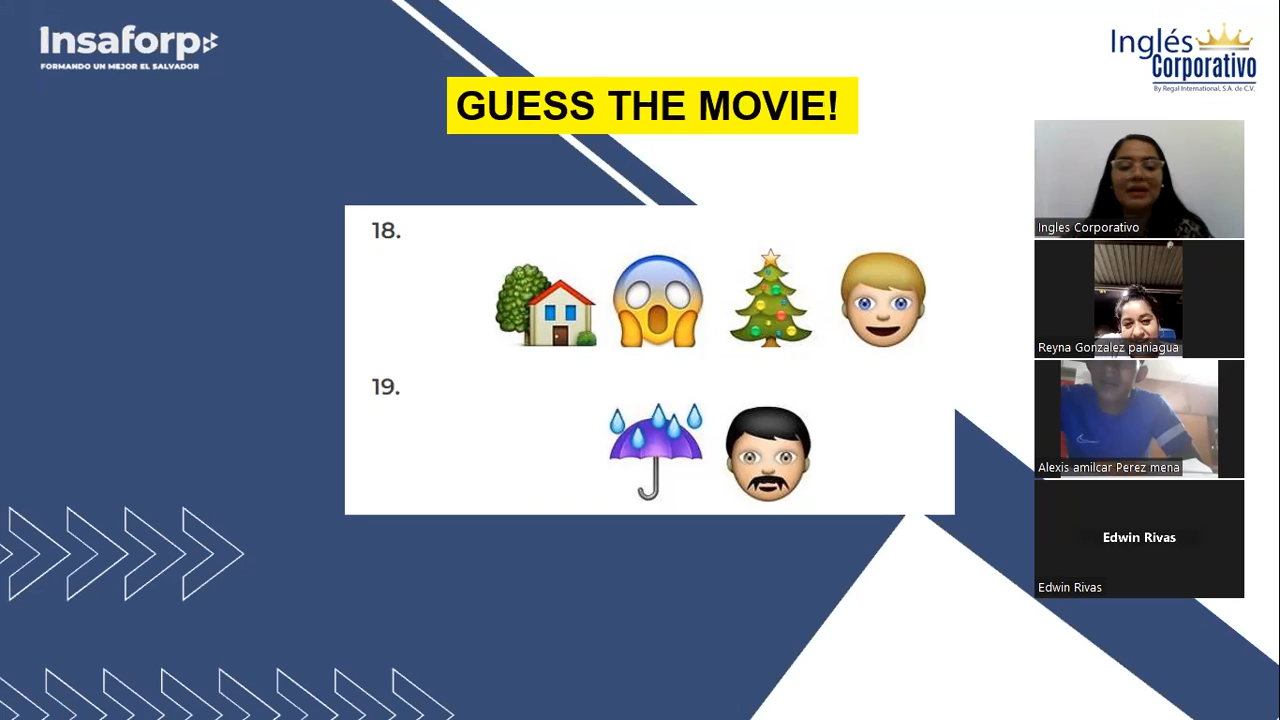 Insaforp
FORMANDO UN MEJOR EL SALVADOR
Inglés
Corporativo
By Regal International, S.A. de C.V.
GUESS THE MOVIE!
18.
19.
Ingles Corporativo
Reyna Gonzalez paniagua
Alexis amilcar Perez mena
Edwin Rivas
Edwin Rivas